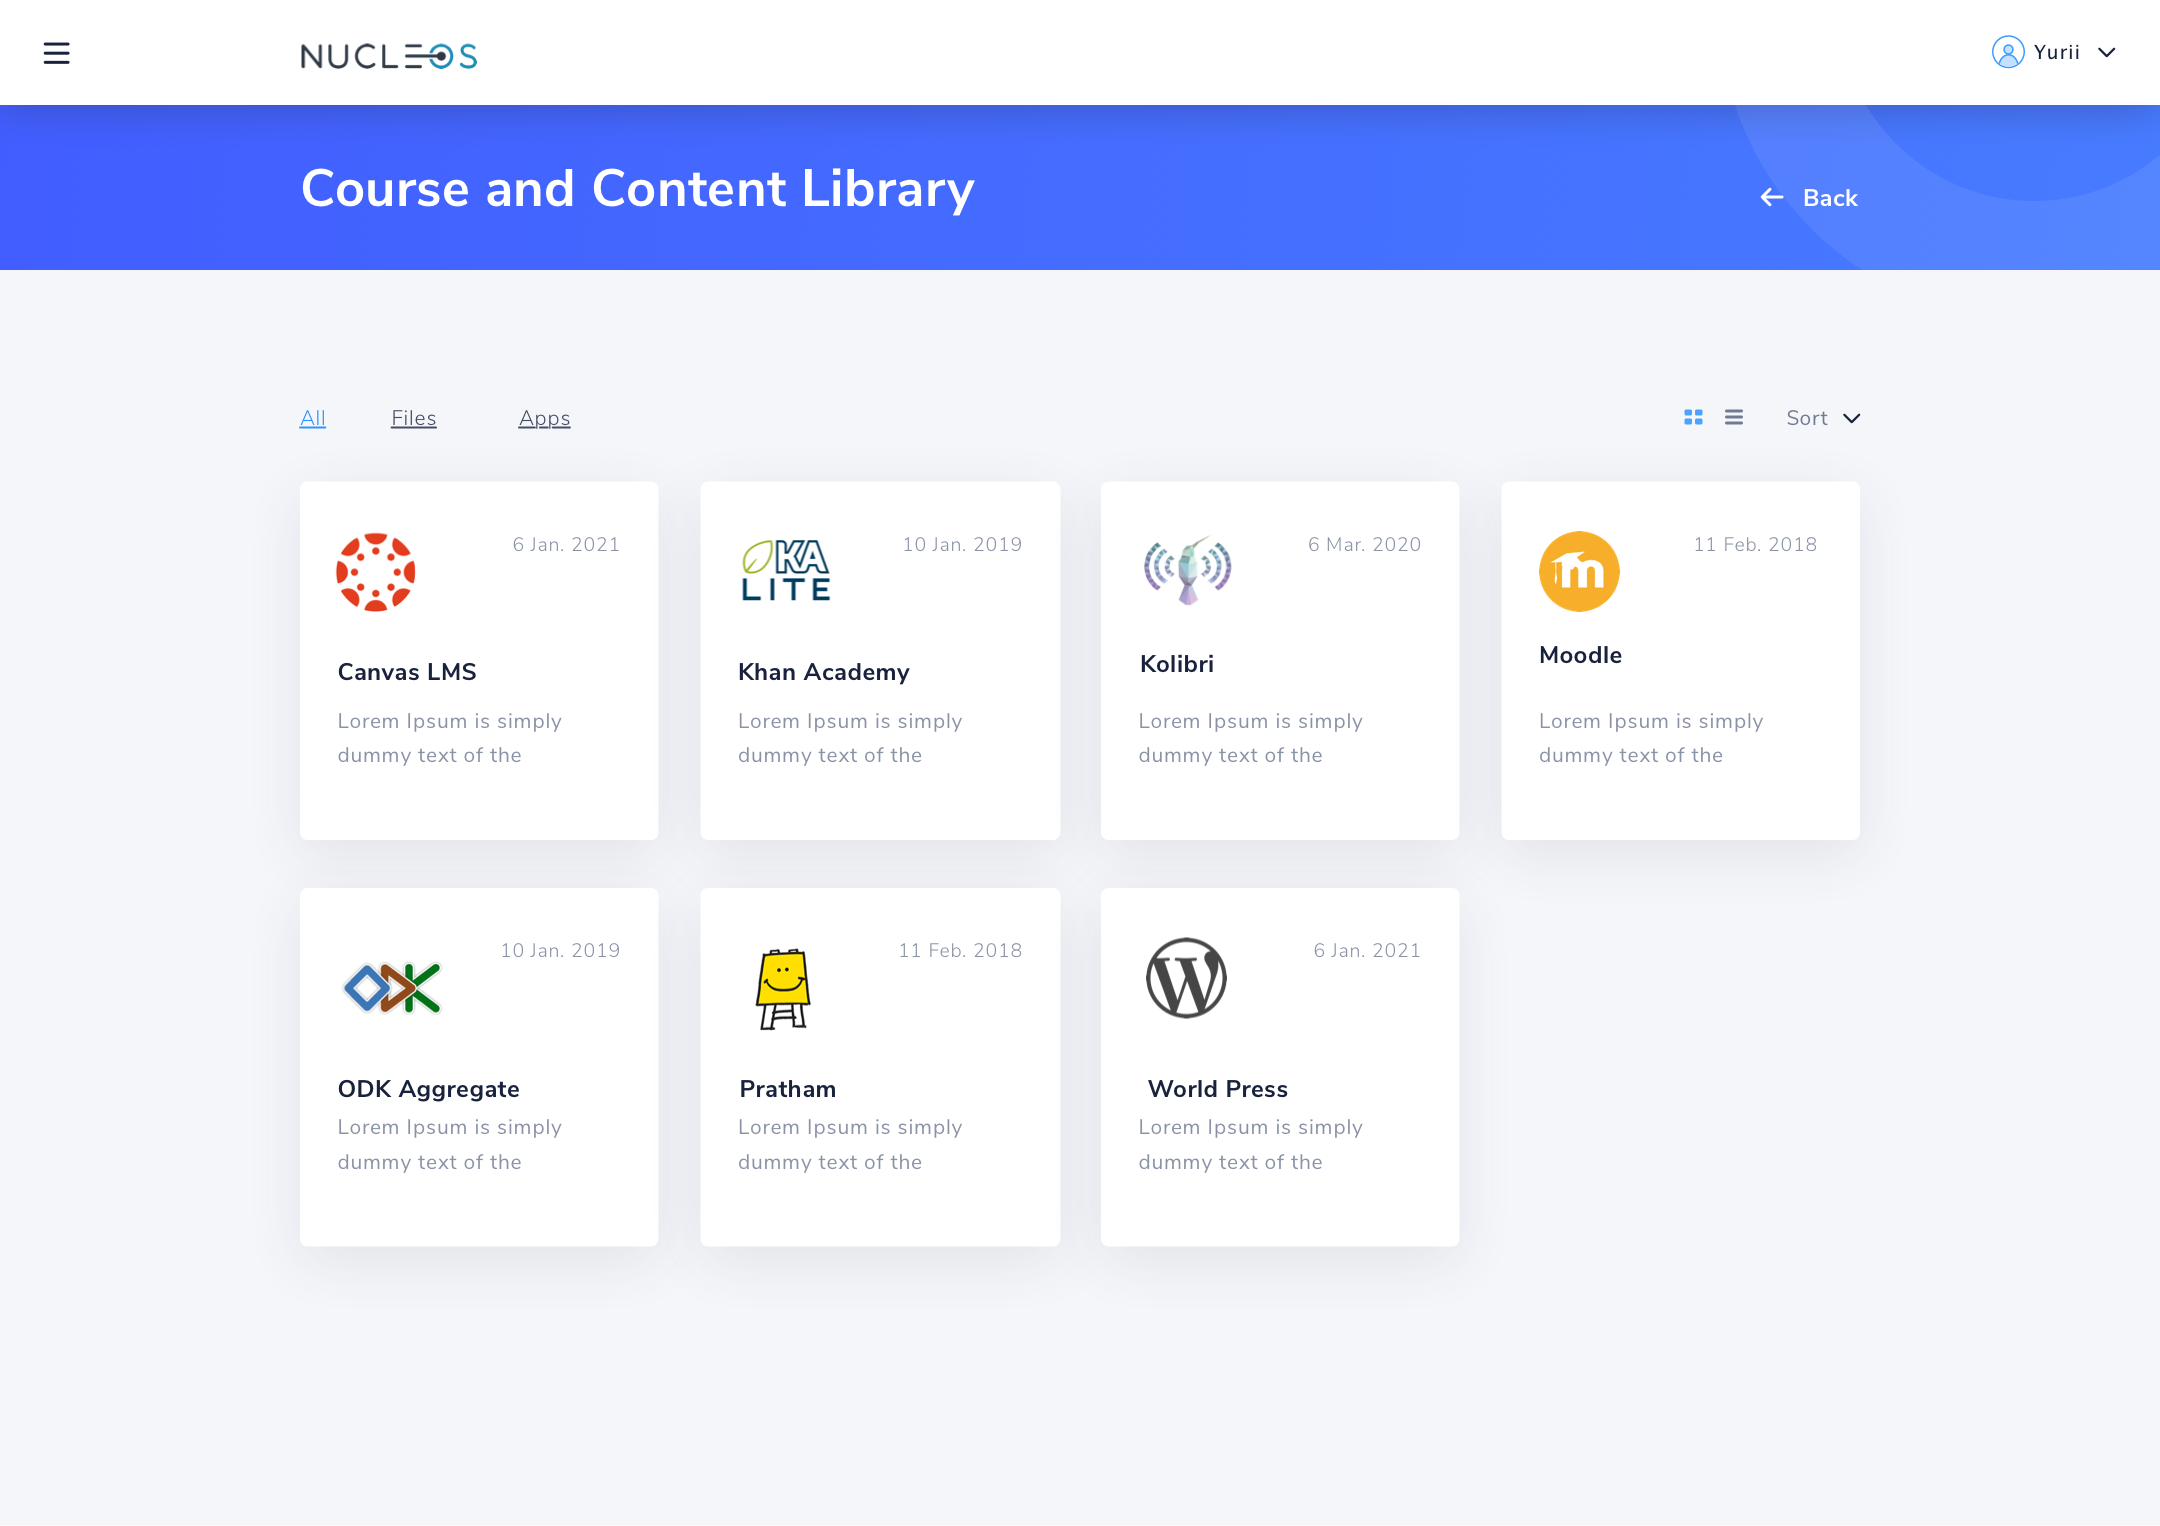 NUCLEOS
Yurii
Course and Content Library
Back
All
Files
Apps
Sort
6 Jan. 2021
Canvas LMS
Lorem Ipsum is simply
dummy text of the
10 Jan. 2019
KA
LITE
Khan Academy
Lorem Ipsum is simply
dummy text of the
6 Mar. 2020
Kolibri
Lorem Ipsum is simply
dummy text of the
11 Feb. 2018
m
Moodle
Lorem Ipsum is simply
dummy text of the
10 Jan. 2019
ODK
ODK Aggregate
Lorem Ipsum is simply
dummy text of the
11 Feb. 2018
Pratham
Lorem Ipsum is simply
dummy text of the
6 Jan. 2021
W
World Press
Lorem Ipsum is simply
dummy text of the